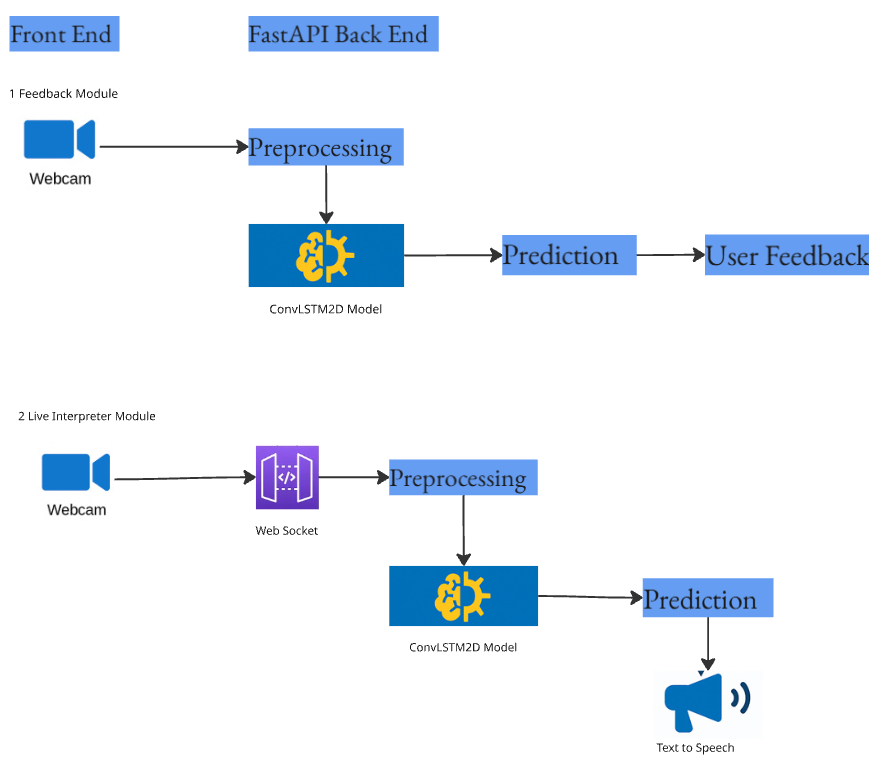 Front End
FastAPI Back End
1 Feedback Module
Webcam
Preprocessing
ConvLSTM2D Model
Prediction
User Feedback
2 Live Interpreter Module
Webcam
</>
Web Socket
Preprocessing
ConvLSTM2D Model
Prediction
Text to Speech